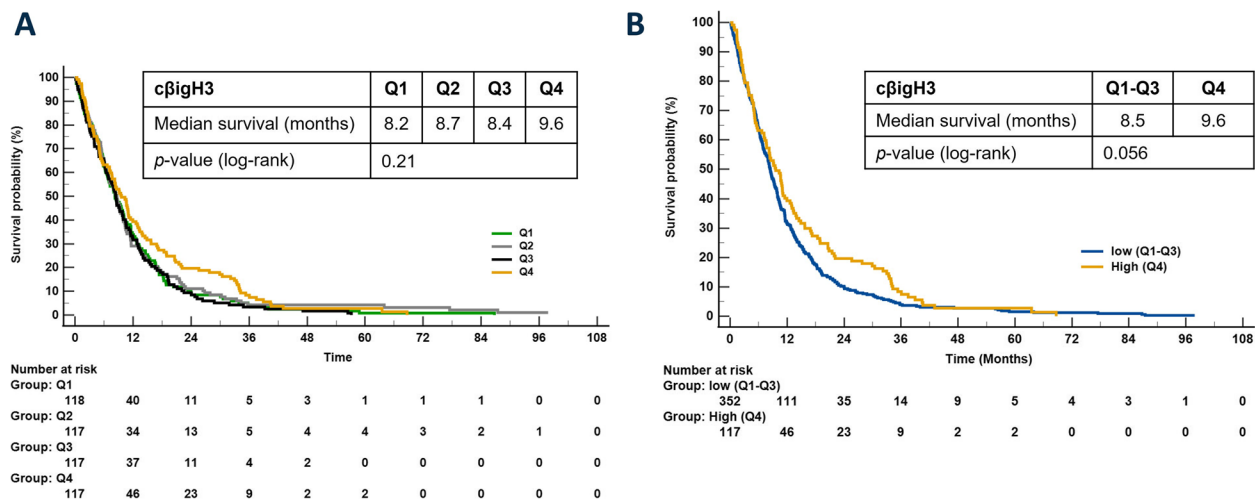 A
cβigH3 Q1 Q2 Q3 Q4
Median survival (months) 8.2 8.7 8.4 9.6
p-value (log-rank) 0.21
Survival probability (%)
100
90
80
70
60
50
40
30
20
10
0
Q1
Q2
Q3
Q4
0 12 24 36 48 60 72 84 96 108
Time
Number at risk
Group: Q1
118 40 11 5 3 1 1 1 0 0
Group: Q2
117 34 13 5 4 4 3 2 1 0
Group: Q3
117 37 11 4 2 0 0 0 0 0
Group: Q4
117 46 23 9 2 2 0 0 0 0
B
cβigH3 Q1-Q3 Q4
Median survival (months) 8.5 9.6
p-value (log-rank) 0.056
Survival probability (%)
100
90
80
70
60
50
40
30
20
10
0
low (Q1-Q3)
High (Q4)
0 12 24 36 48 60 72 84 96 108
Time (Months)
Number at risk
Group: low (Q1-Q3)
352 111 35 14 9 5 4 3 1 0
Group: High (Q4)
117 46 23 9 2 2 0 0 0 0